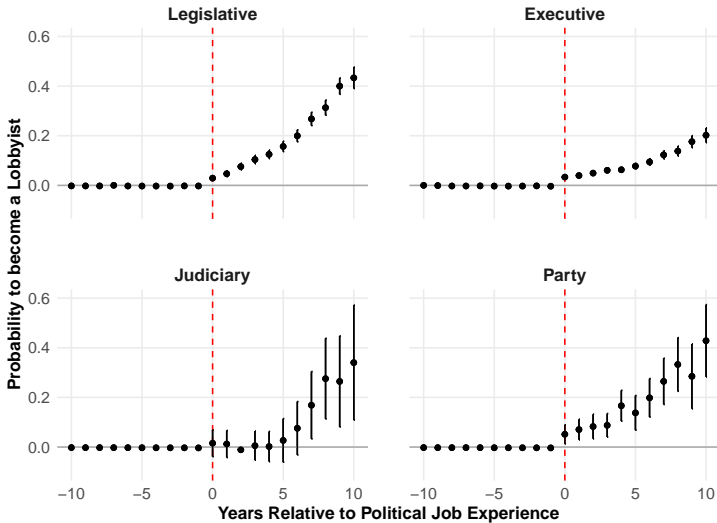 Legislative
Executive
0.6
0.4
0.2
0.0
Judiciary
Party
0.6
0.4
0.2
0.0
−10 −5 0 5 10
−10 −5 0 5 10
Probability to become a Lobbyist
Years Relative to Political Job Experience